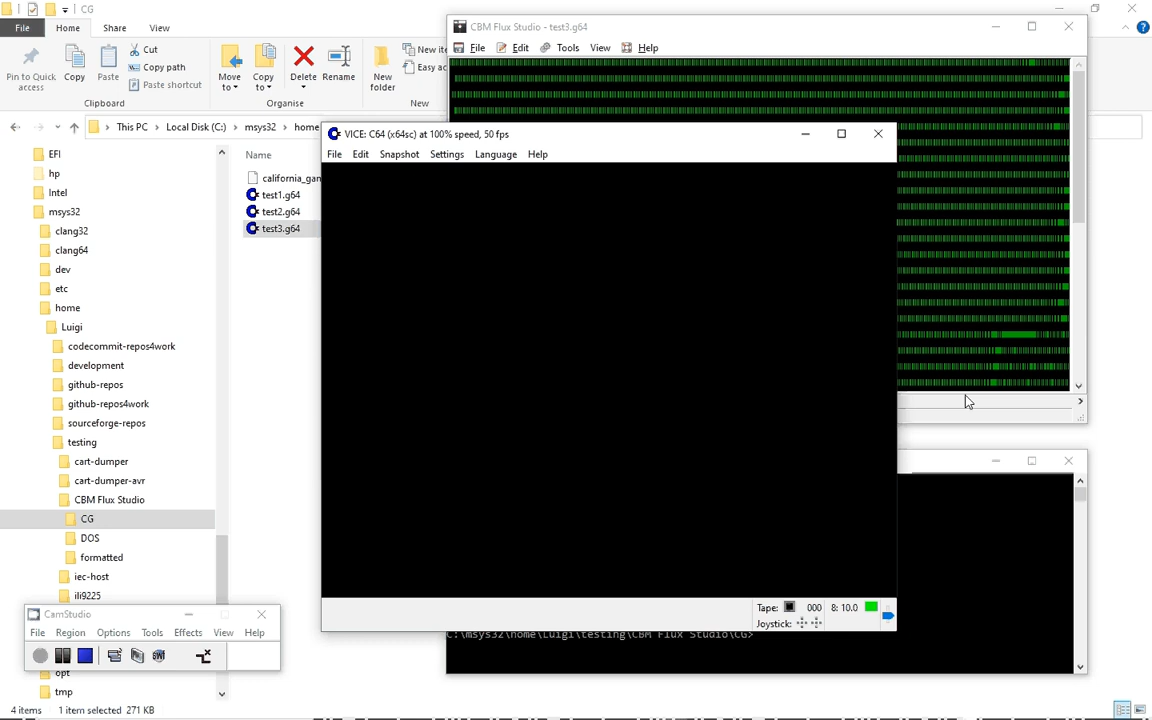 CG
CBM Flux Studio - test3.g64
File
Home
Share
View
File
Edit
Tools
View
Help
Pin to Quick access
Copy
Paste
Cut
Copy path
Paste shortcut
Move to
Copy to
Delete
Rename
New folder
New ite
Easy ac
Clipboard
Organise
New
This PC
Local Disk (C:)
msys32
home
VICE: C64 (x64sc) at 100% speed, 50 fps
File
Edit
Snapshot
Settings
Language
Help
EFI
hp
Intel
msys32
clang32
clang64
dev
etc
home
Luigi
codecommit-repos4work
development
github-repos
github-repos4work
sourceforge-repos
testing
cart-dumper
cart-dumper-avr
CBM Flux Studio
CG
DOS
formatted
iec-host
ili9225
opt
tmp
Name
california_gam
test1.g64
test2.g64
test3.g64
Tape:
000
8: 10.0
Joystick:
C:\msys32\home\Luigi\testing\CBM Flux Studio\CG>
CamStudio
File
Region
Options
Tools
Effects
View
Help
4 items
1 item selected 271 KB